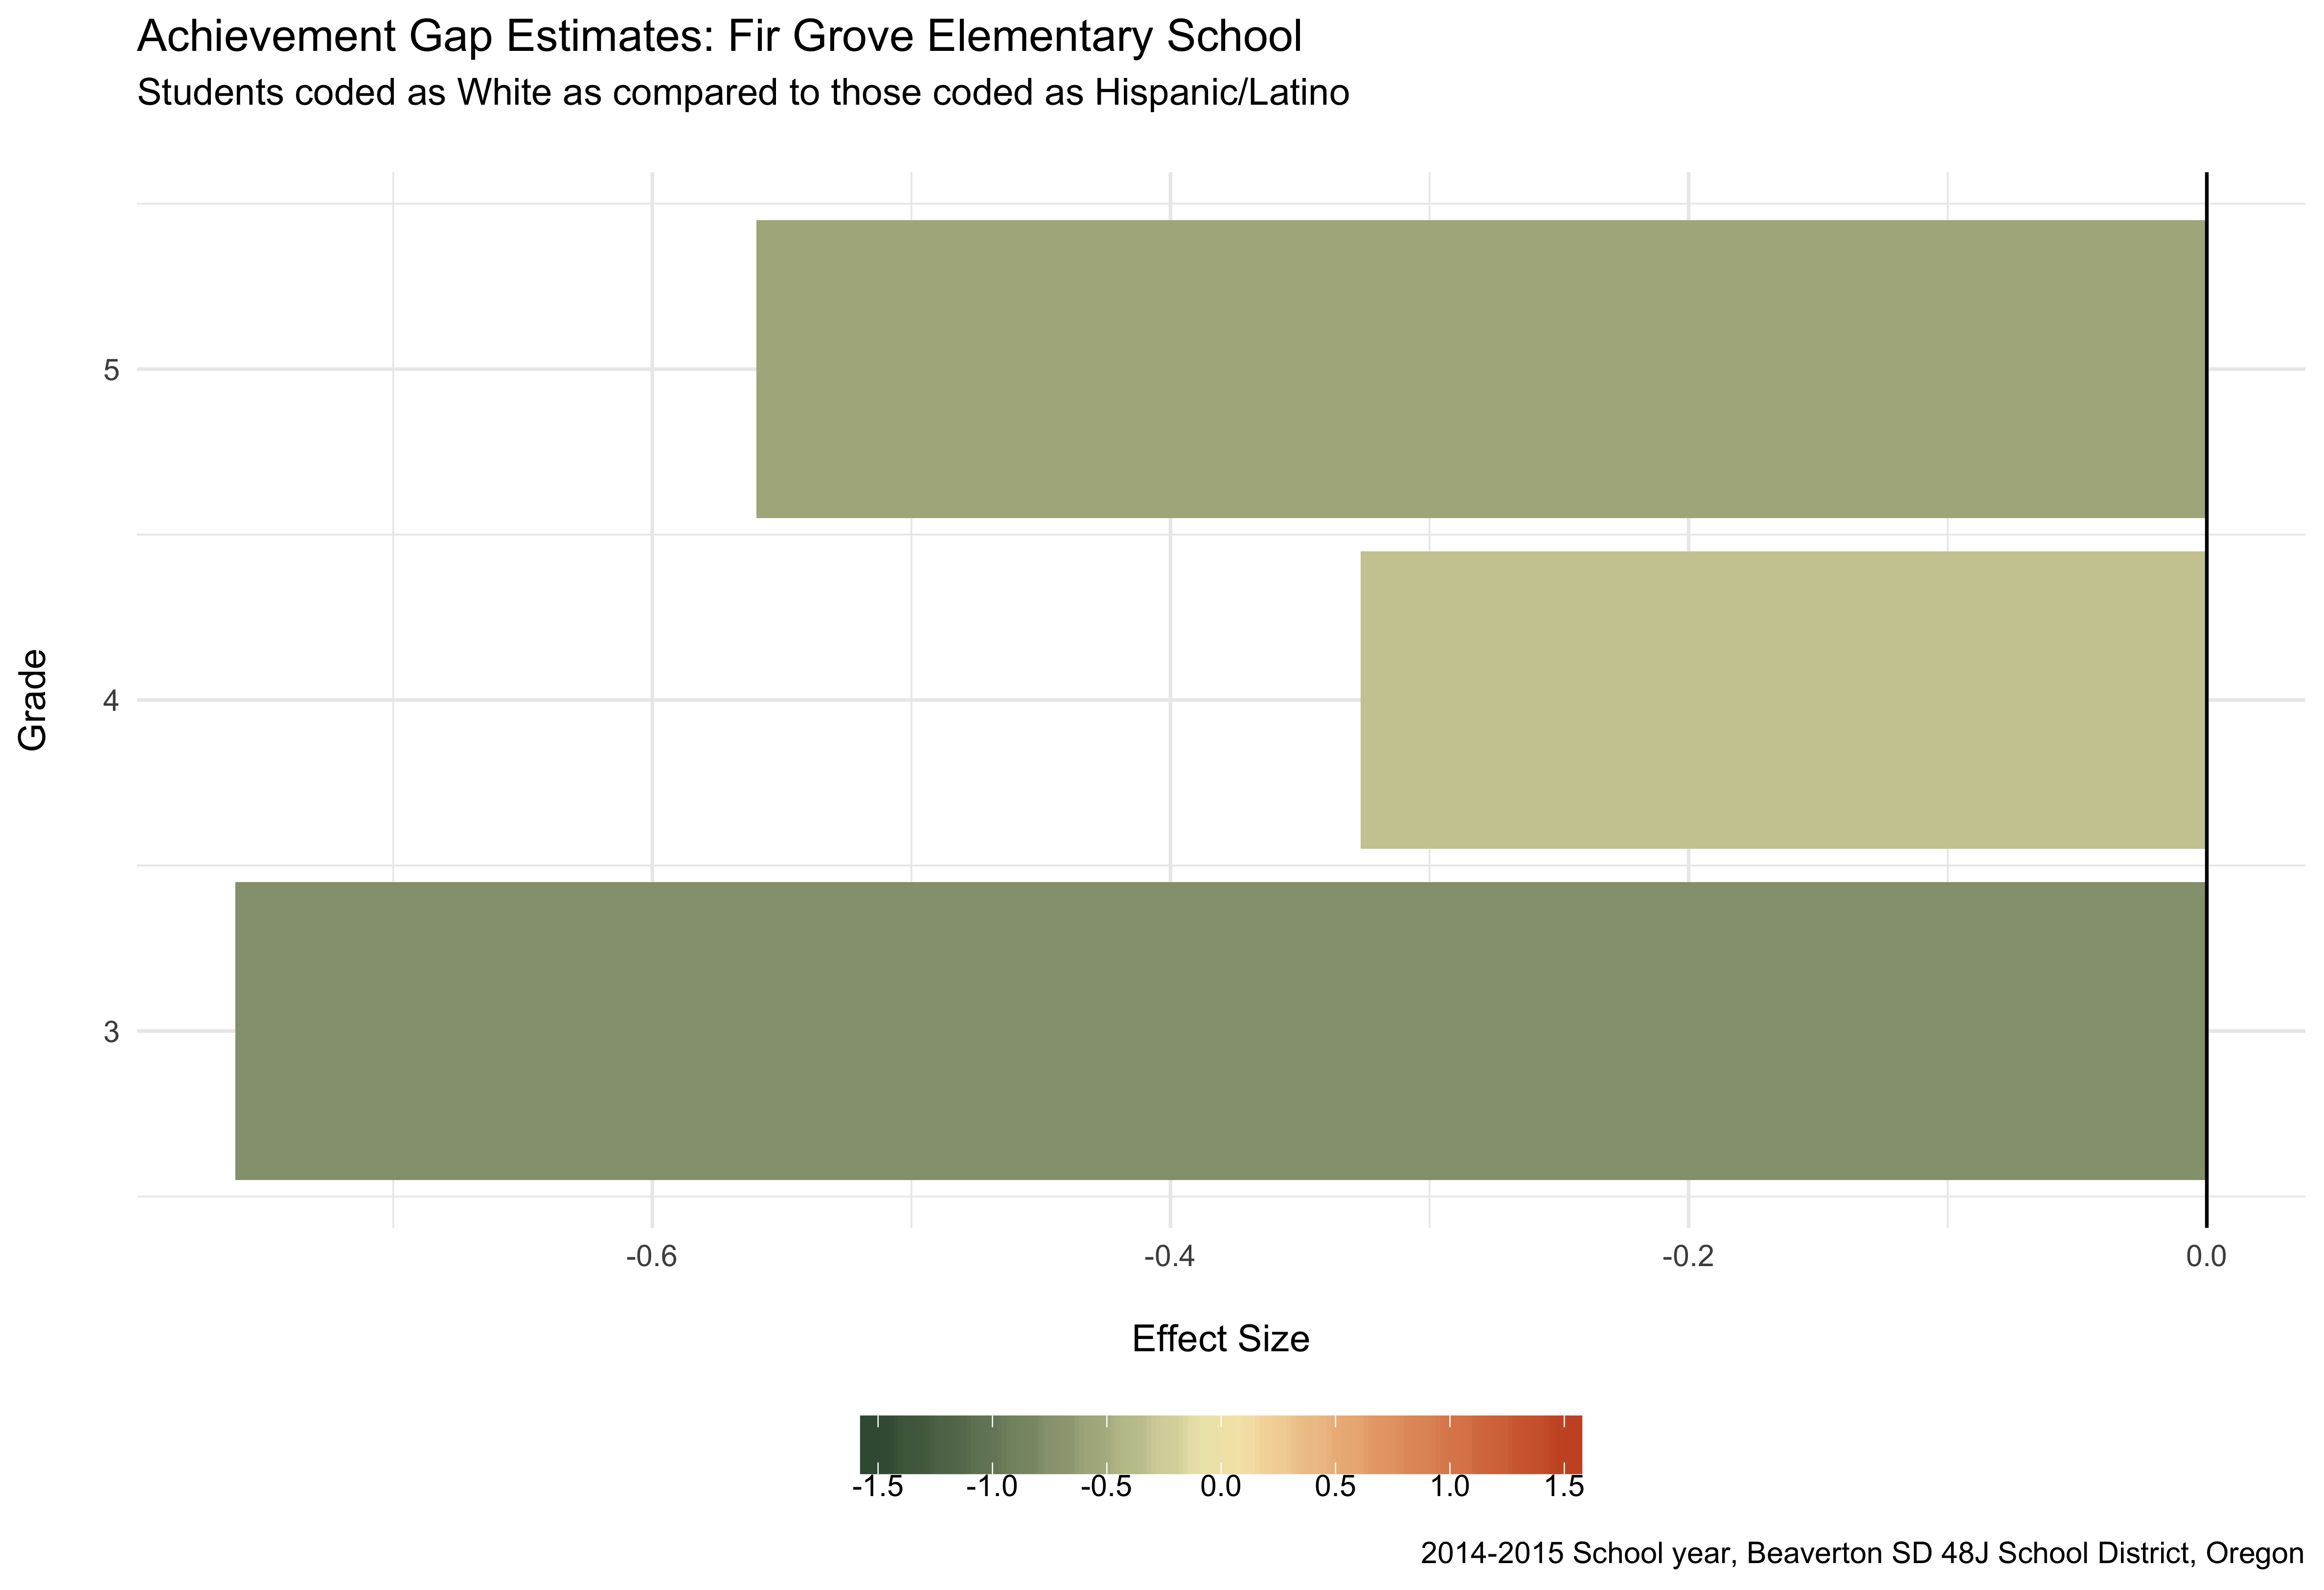 Achievement Gap Estimates: Fir Grove Elementary School
Students coded as White as compared to those coded as Hispanic/Latino
Grade
5
4
3
-0.6 -0.4 -0.2 0.0
Effect Size
-1.5 -1.0 -0.5 0.0 0.5 1.0 1.5
2014-2015 School year, Beaverton SD 48J School District, Oregon